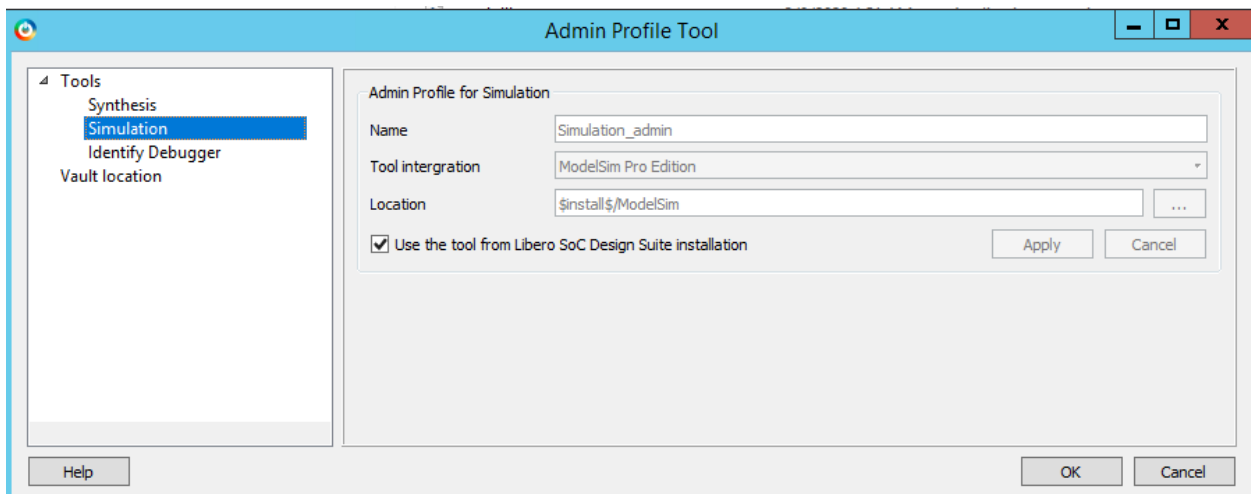 Admin Profile Tool
Tools
Synthesis
Simulation
Identify Debugger
Vault location
Admin Profile for Simulation
Name Simulation_admin
Tool intergration ModelSim Pro Edition
Location $install$/ModelSim ...
Use the tool from Libero SoC Design Suite installation Apply Cancel
Help OK Cancel